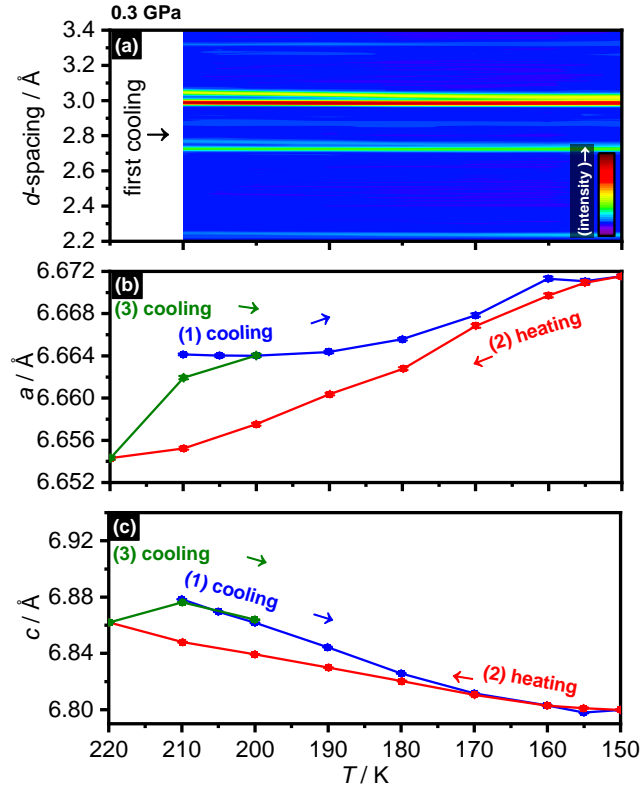 0.3 GPa
(a)
3.4
3.2
3.0
2.8
2.6
2.4
2.2
d-spacing / Å
first cooling →
(intensity )→
(b)
6.672
6.668
6.664
6.660
6.656
6.652
a / Å
(3) cooling →
(1) cooling →
(2) heating
←
(c)
6.92
6.88
6.84
6.80
c / Å
(3) cooling →
(1) cooling →
← (2) heating
220 210 200 190 180 170 160 150
T / K